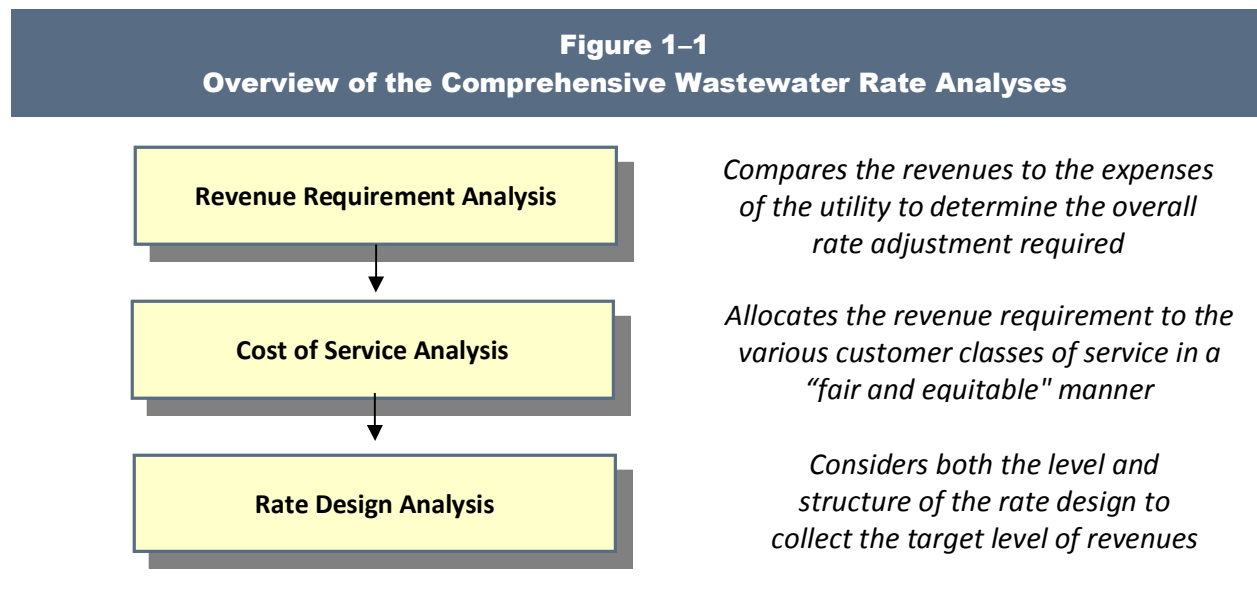 Figure 1–1
Overview of the Comprehensive Wastewater Rate Analyses
Revenue Requirement Analysis
Compares the revenues to the expenses
of the utility to determine the overall
rate adjustment required
Cost of Service Analysis
Allocates the revenue requirement to the
various customer classes of service in a
“fair and equitable" manner
Rate Design Analysis
Considers both the level and
structure of the rate design to
collect the target level of revenues